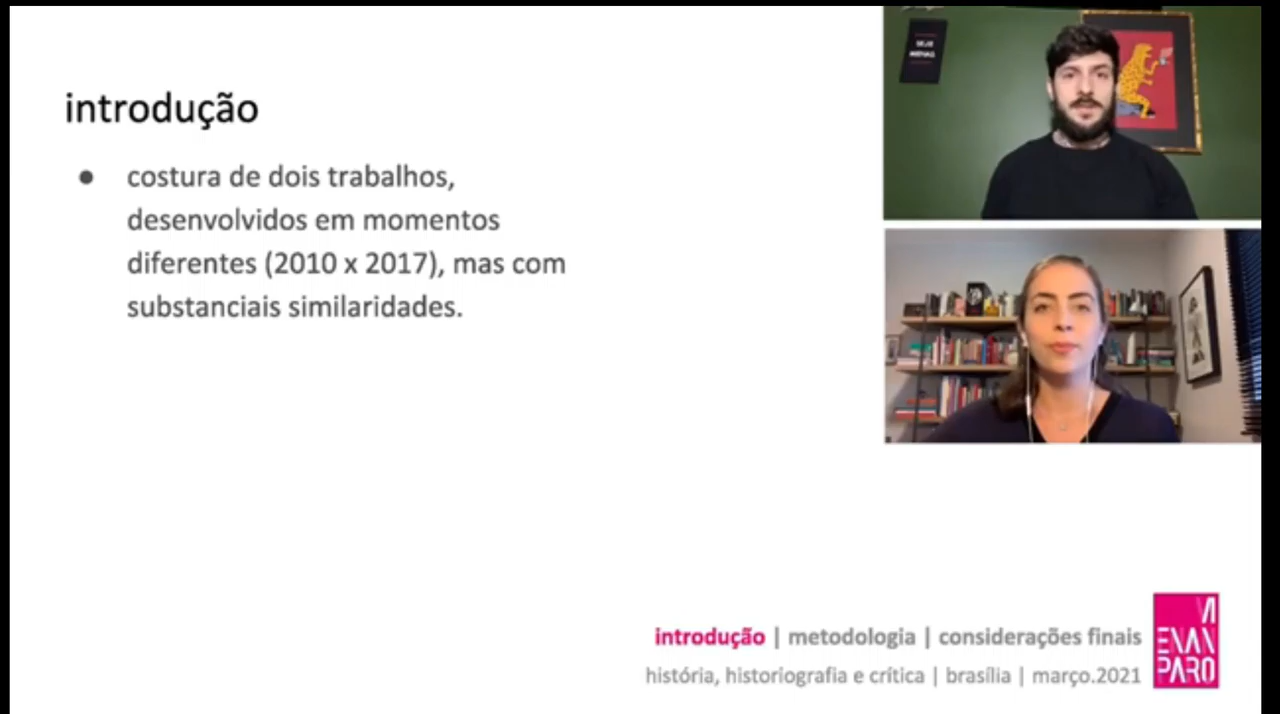 introdução
● costura de dois trabalhos,
desenvolvidos em momentos
diferentes (2010 x 2017), mas com
substanciais similaridades.
introdução | metodologia | considerações finais
história, historiografia e crítica | brasília | março.2021
VI
ENAN
PARQ